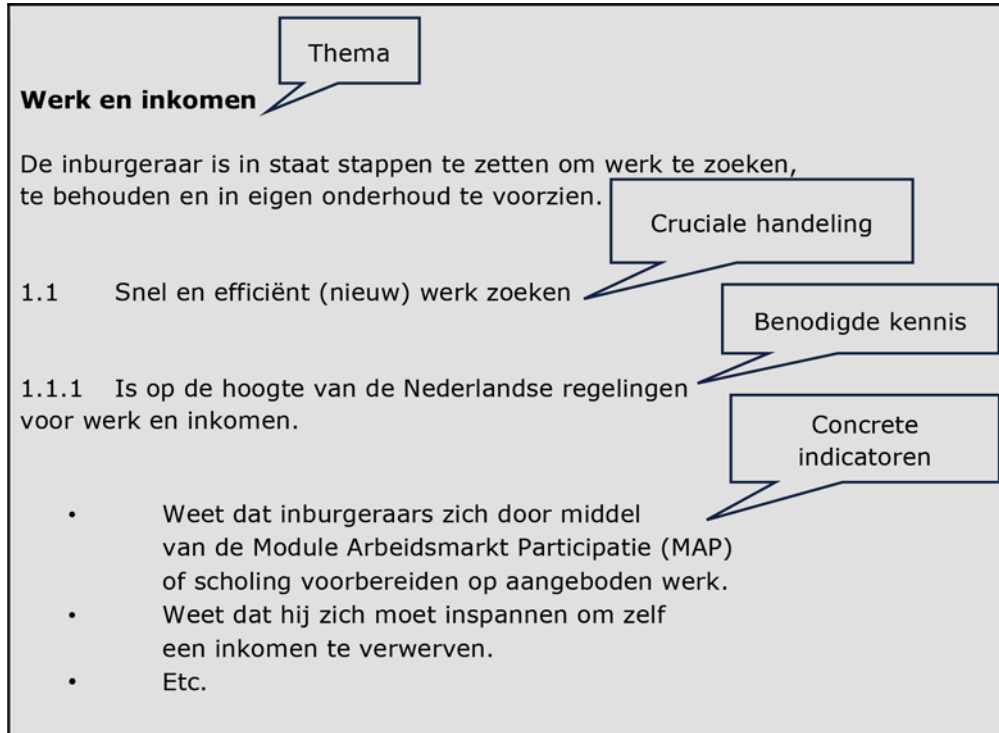 Thema
Werk en inkomen
De inburgeraar is in staat stappen te zetten om werk te zoeken,
te behouden en in eigen onderhoud te voorzien.
Cruciale handeling
1.1 Snel en efficiënt (nieuw) werk zoeken
Benodigde kennis
1.1.1 Is op de hoogte van de Nederlandse regelingen
voor werk en inkomen.
Concrete
indicatoren
• Weet dat inburgeraars zich door middel
van de Module Arbeidsmarkt Participatie (MAP)
of scholing voorbereiden op aangeboden werk.
• Weet dat hij zich moet inspannen om zelf
een inkomen te verwerven.
• Etc.